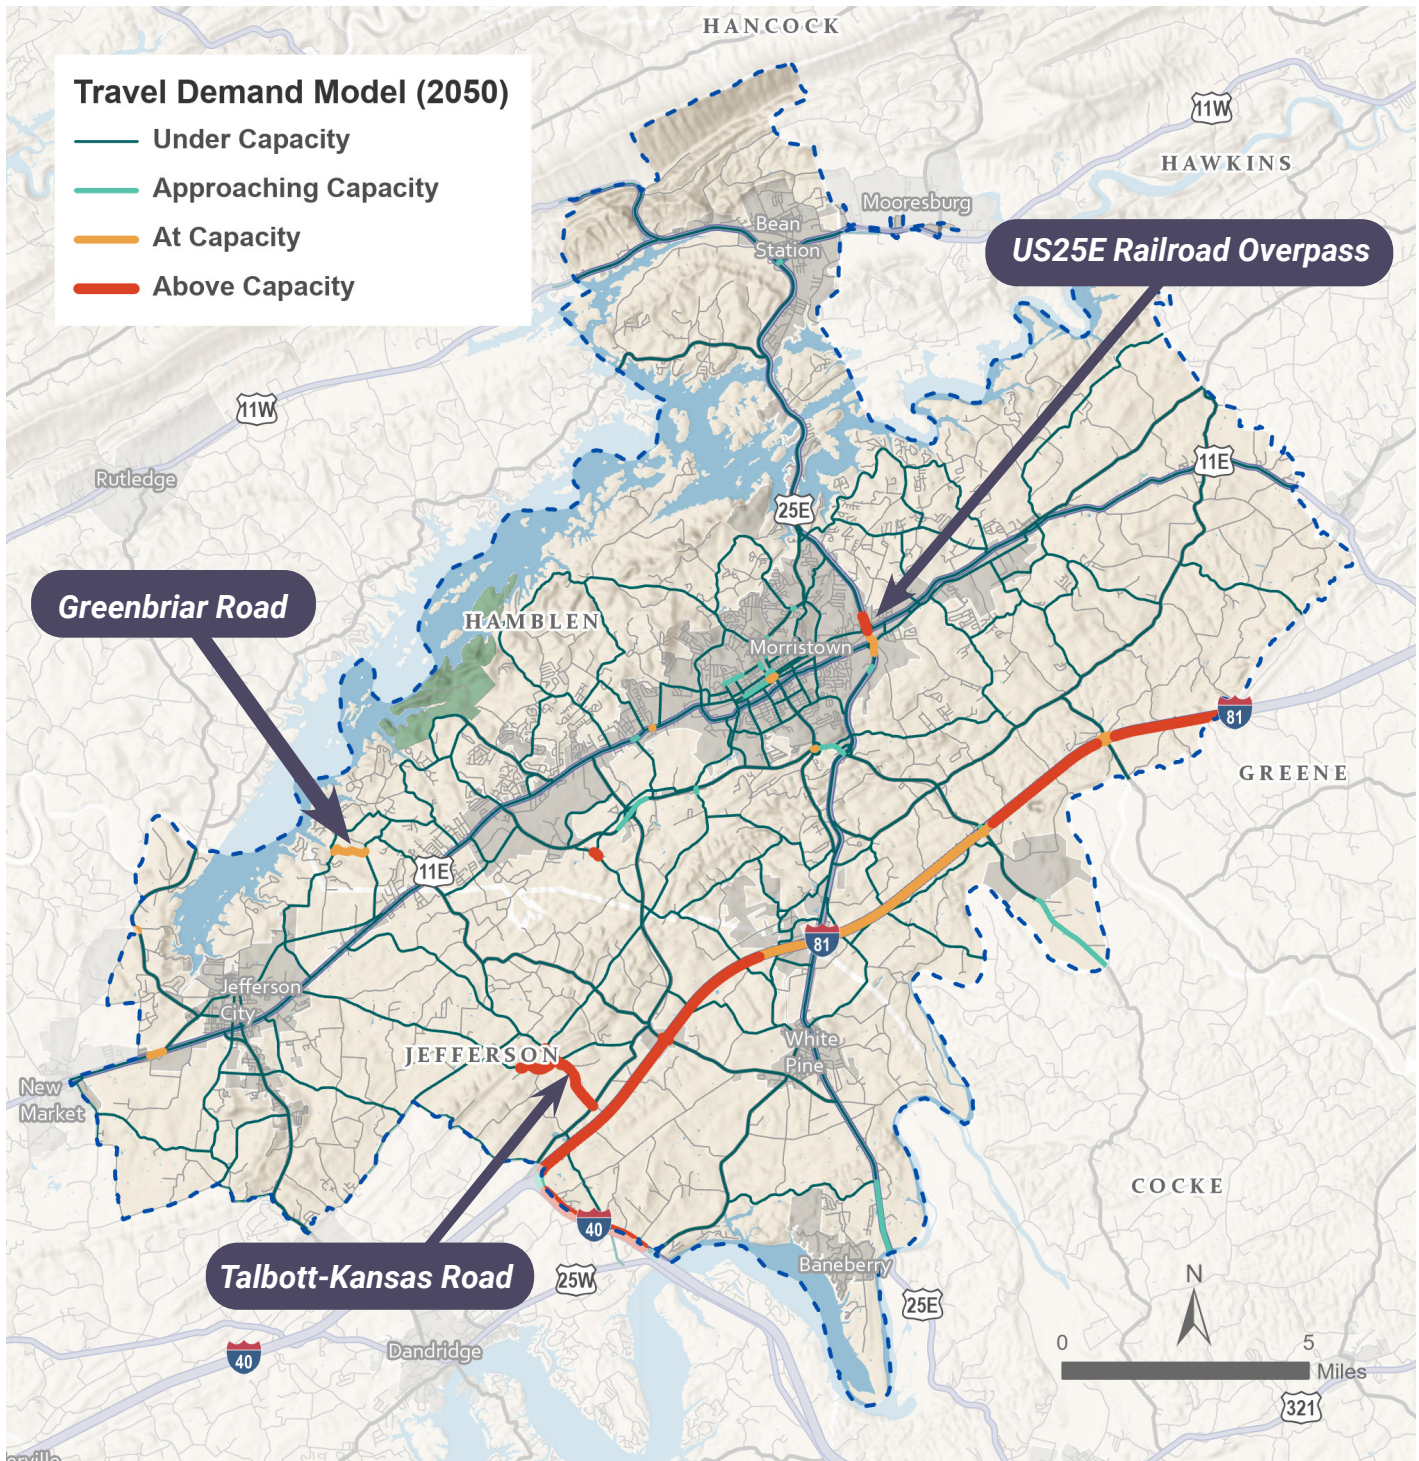 HANCOCK
Travel Demand Model (2050)
Under Capacity
Approaching Capacity
At Capacity
Above Capacity
11W
HAWKINS
Mooresburg
Bean
Station
US25E Railroad Overpass
11W
Rutledge
11E
25E
Greenbriar Road
HAMBLEN
Morristown
81
GREENE
11E
81
Jefferson
City
JEFFERSON
White
Pine
New
Market
COCKE
40
Talbott-Kansas Road
25W
Baneberry
25E
N
Dandridge
40
0
5
Miles
321